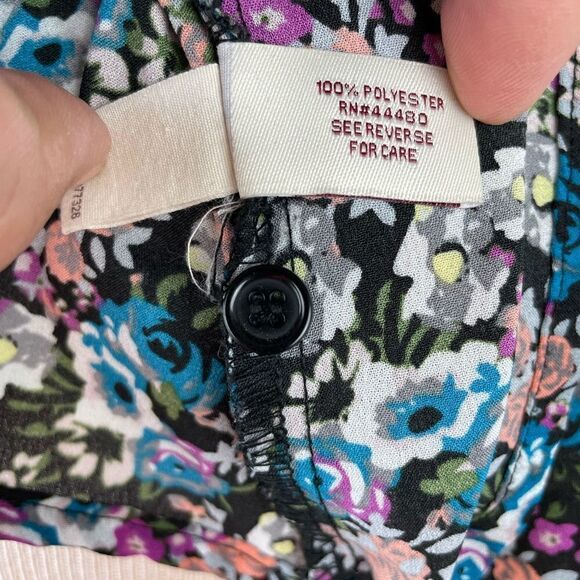 100% POLYESTER
RN#44480
SEE REVERSE
FOR CARE